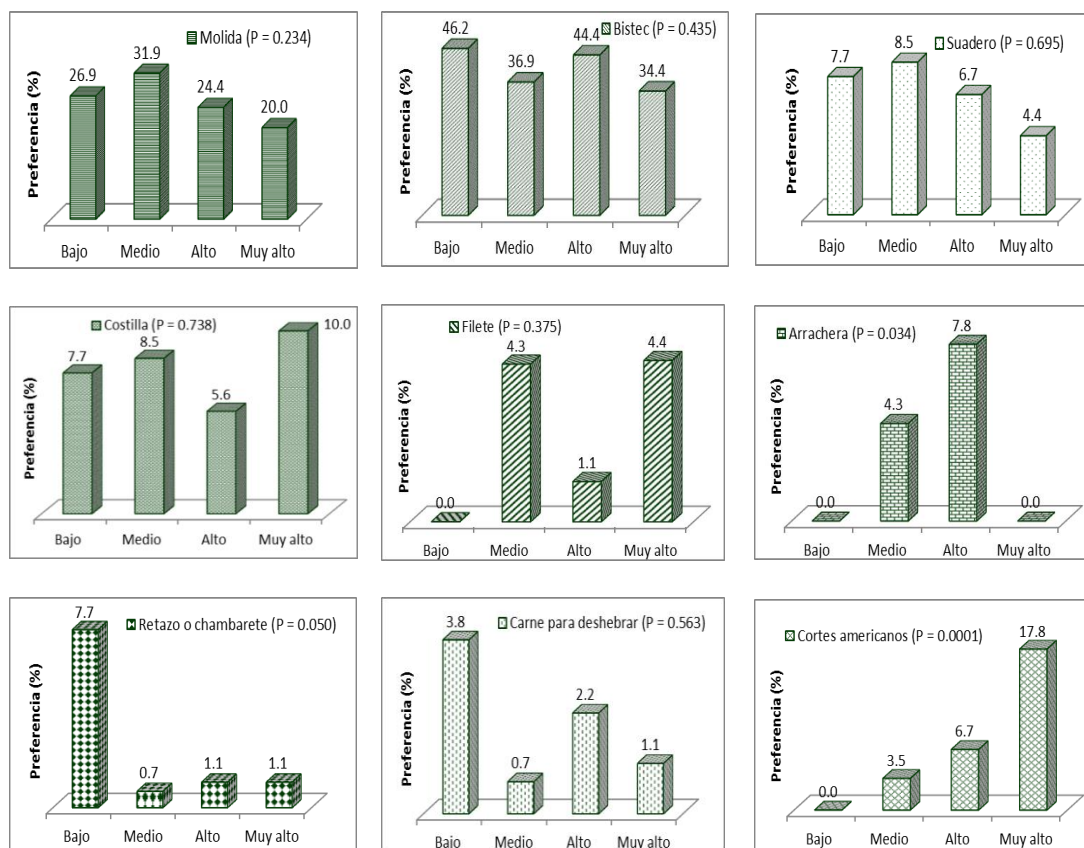 Molida (P = 0.234)
Preferencia (%)
26.9
31.9
24.4
20.0
Bajo Medio Alto Muy alto
Bistec (P = 0.435)
Preferencia (%)
46.2
36.9
44.4
34.4
Bajo Medio Alto Muy alto
Suadero (P = 0.695)
Preferencia (%)
7.7
8.5
6.7
4.4
Bajo Medio Alto Muy alto
Costilla (P = 0.738)
Preferencia (%)
7.7
8.5
5.6
10.0
Bajo Medio Alto Muy alto
Filete (P = 0.375)
Preferencia (%)
0.0
4.3
1.1
4.4
Bajo Medio Alto Muy alto
Arrachera (P = 0.034)
Preferencia (%)
0.0
4.3
7.8
0.0
Bajo Medio Alto Muy alto
Retazo o chambarete (P = 0.050)
Preferencia (%)
7.7
0.7
1.1
1.1
Bajo Medio Alto Muy alto
Carne para deshebrar (P = 0.563)
Preferencia (%)
3.8
0.7
2.2
1.1
Bajo Medio Alto Muy alto
Cortes americanos (P = 0.0001)
Preferencia (%)
0.0
3.5
6.7
17.8
Bajo Medio Alto Muy alto